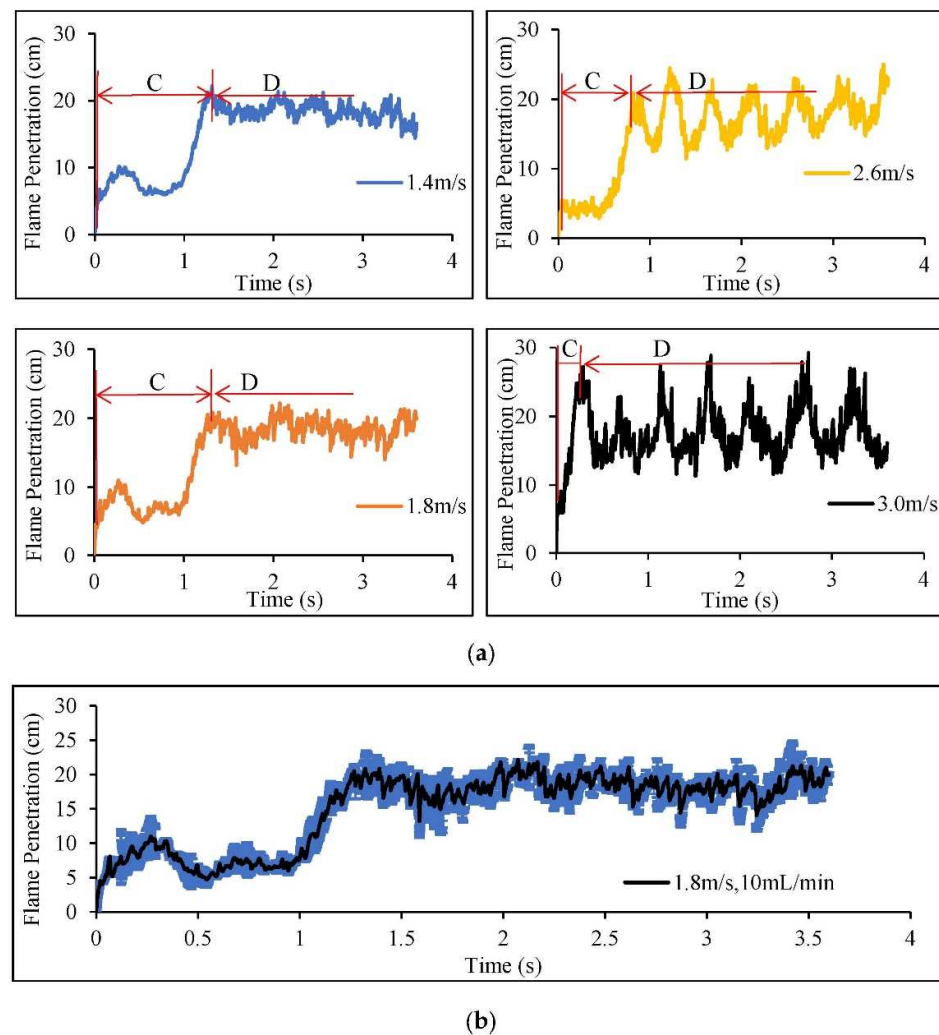 30
Flame Penetration (cm)
20
10
0
C
D
1.4m/s
0 1 2 3 4
Time (s)
30
Flame Penetration (cm)
20
10
0
C
D
2.6m/s
0 1 2 3 4
Time (s)
30
Flame Penetration (cm)
20
10
0
C
D
1.8m/s
0 1 2 3 4
Time (s)
30
Flame Penetration (cm)
20
10
0
C
D
3.0m/s
0 1 2 3 4
Time (s)
(a)
30
Flame Penetration (cm)
25
20
15
10
5
0
1.8m/s,10mL/min
0 0.5 1 1.5 2 2.5 3 3.5 4
Time (s)
(b)